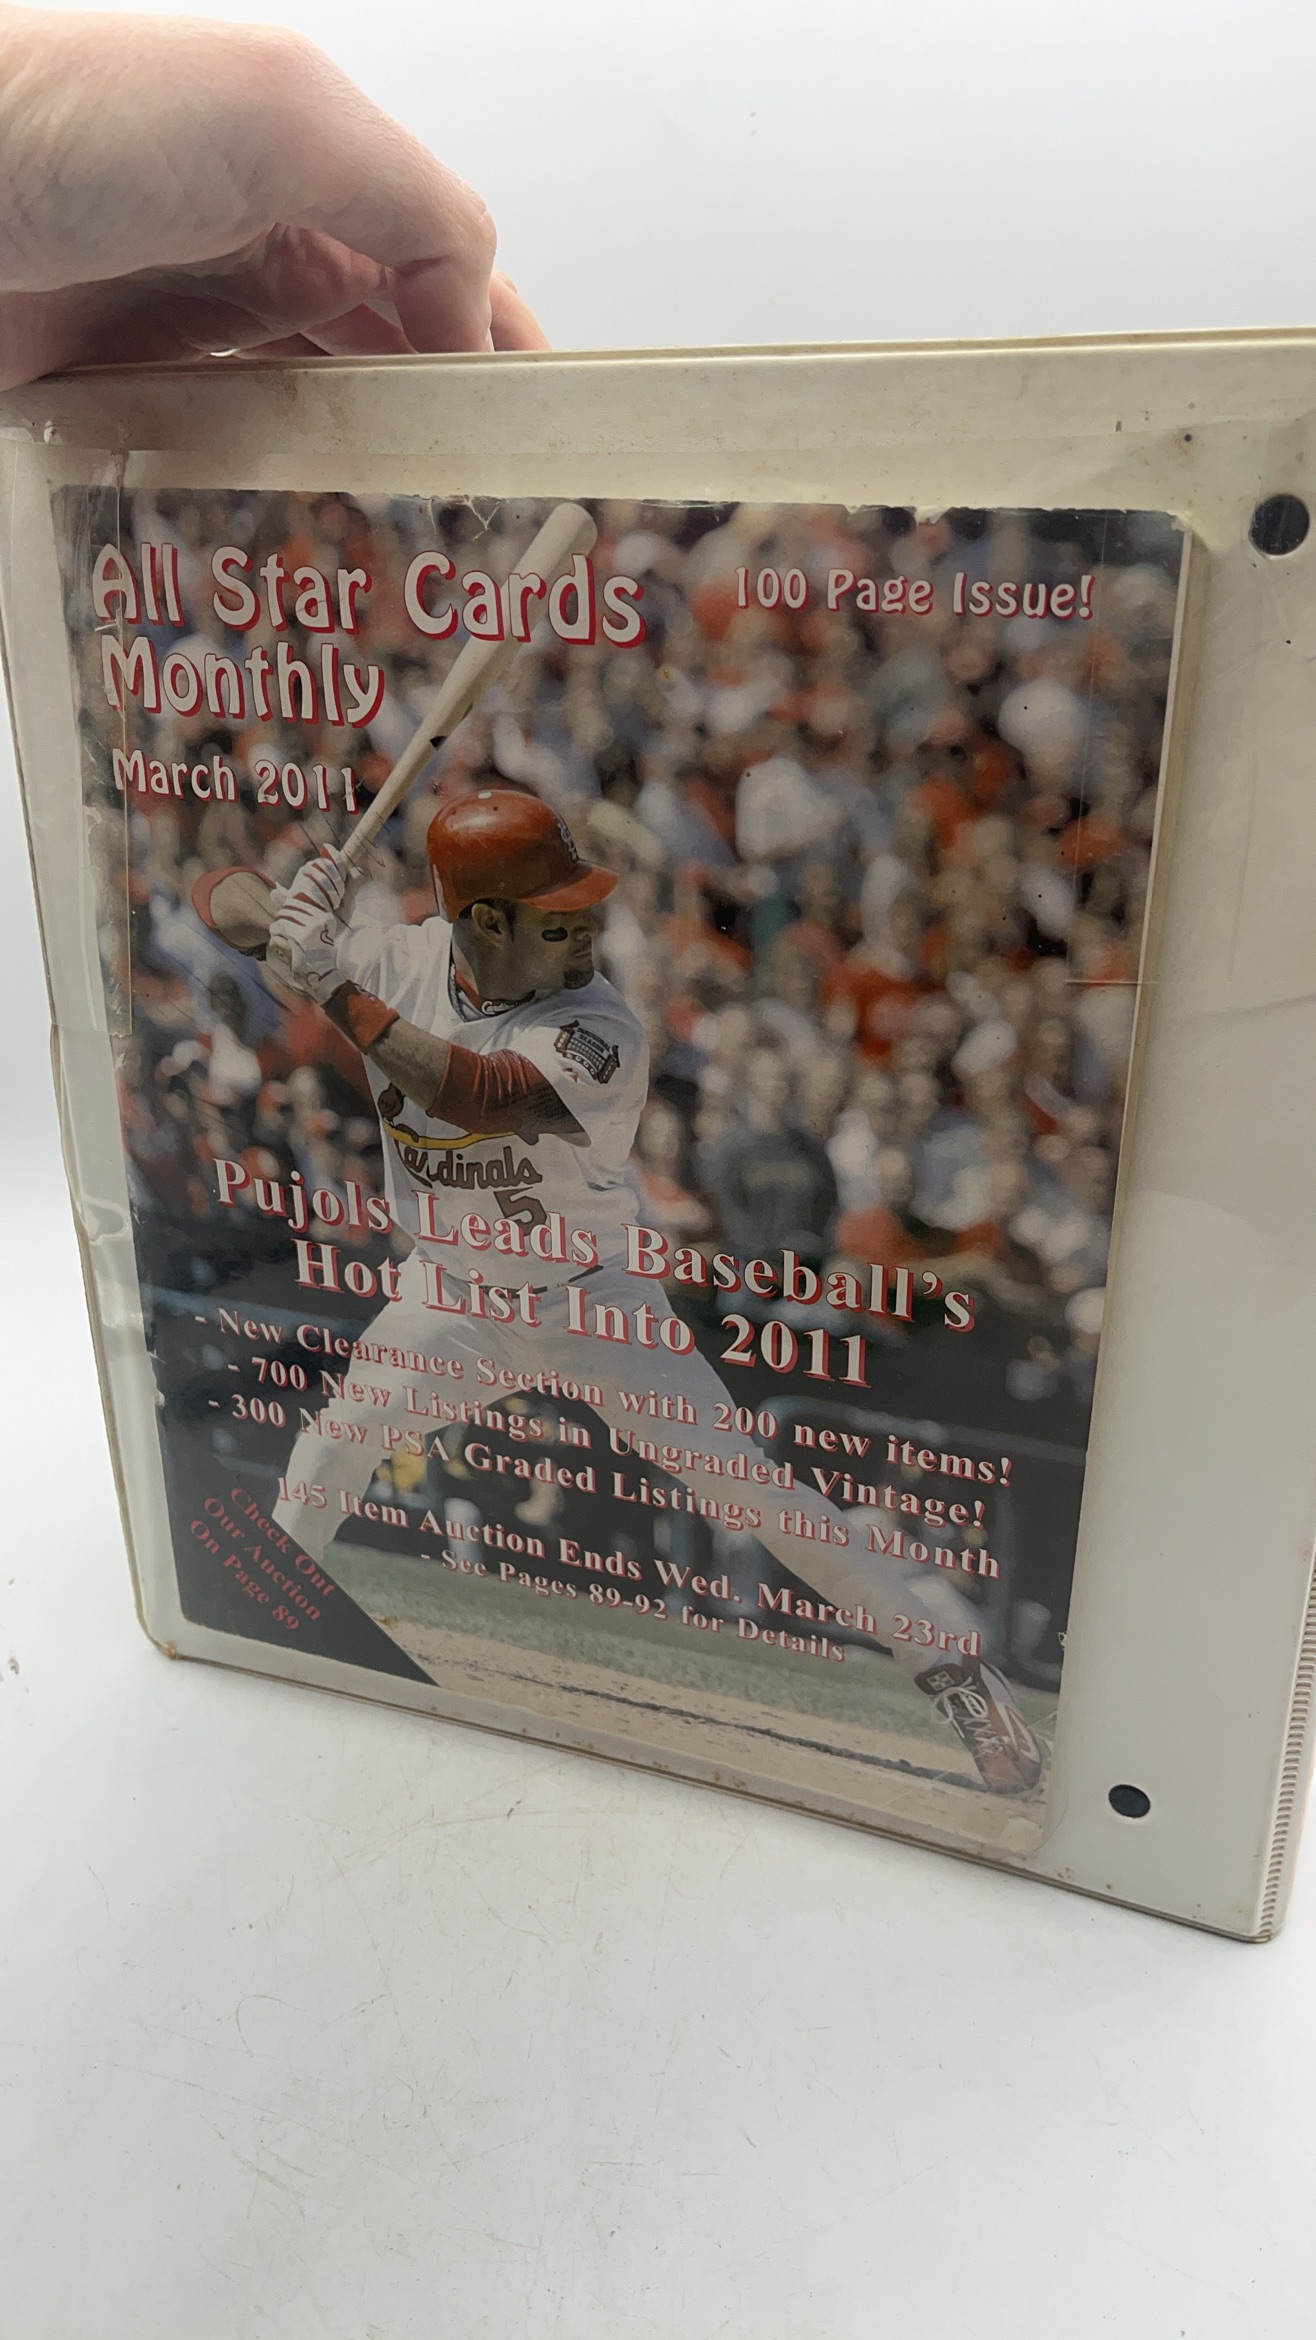 All Star Cards
Monthly
100 Page Issue!
March 2011
INAUGURAL
SEASON
Cardinals
5
Pujols Leads Baseball's
Hot List Into 2011
- New Clearance Section with 200 new items!
- 700 New Listings in Ungraded Vintage!
- 300 New PSA Graded Listings this Month
145 Item Auction Ends Wed. March 23rd
- See Pages 89-92 for Details
Check Out
Our Auction
On Page 89